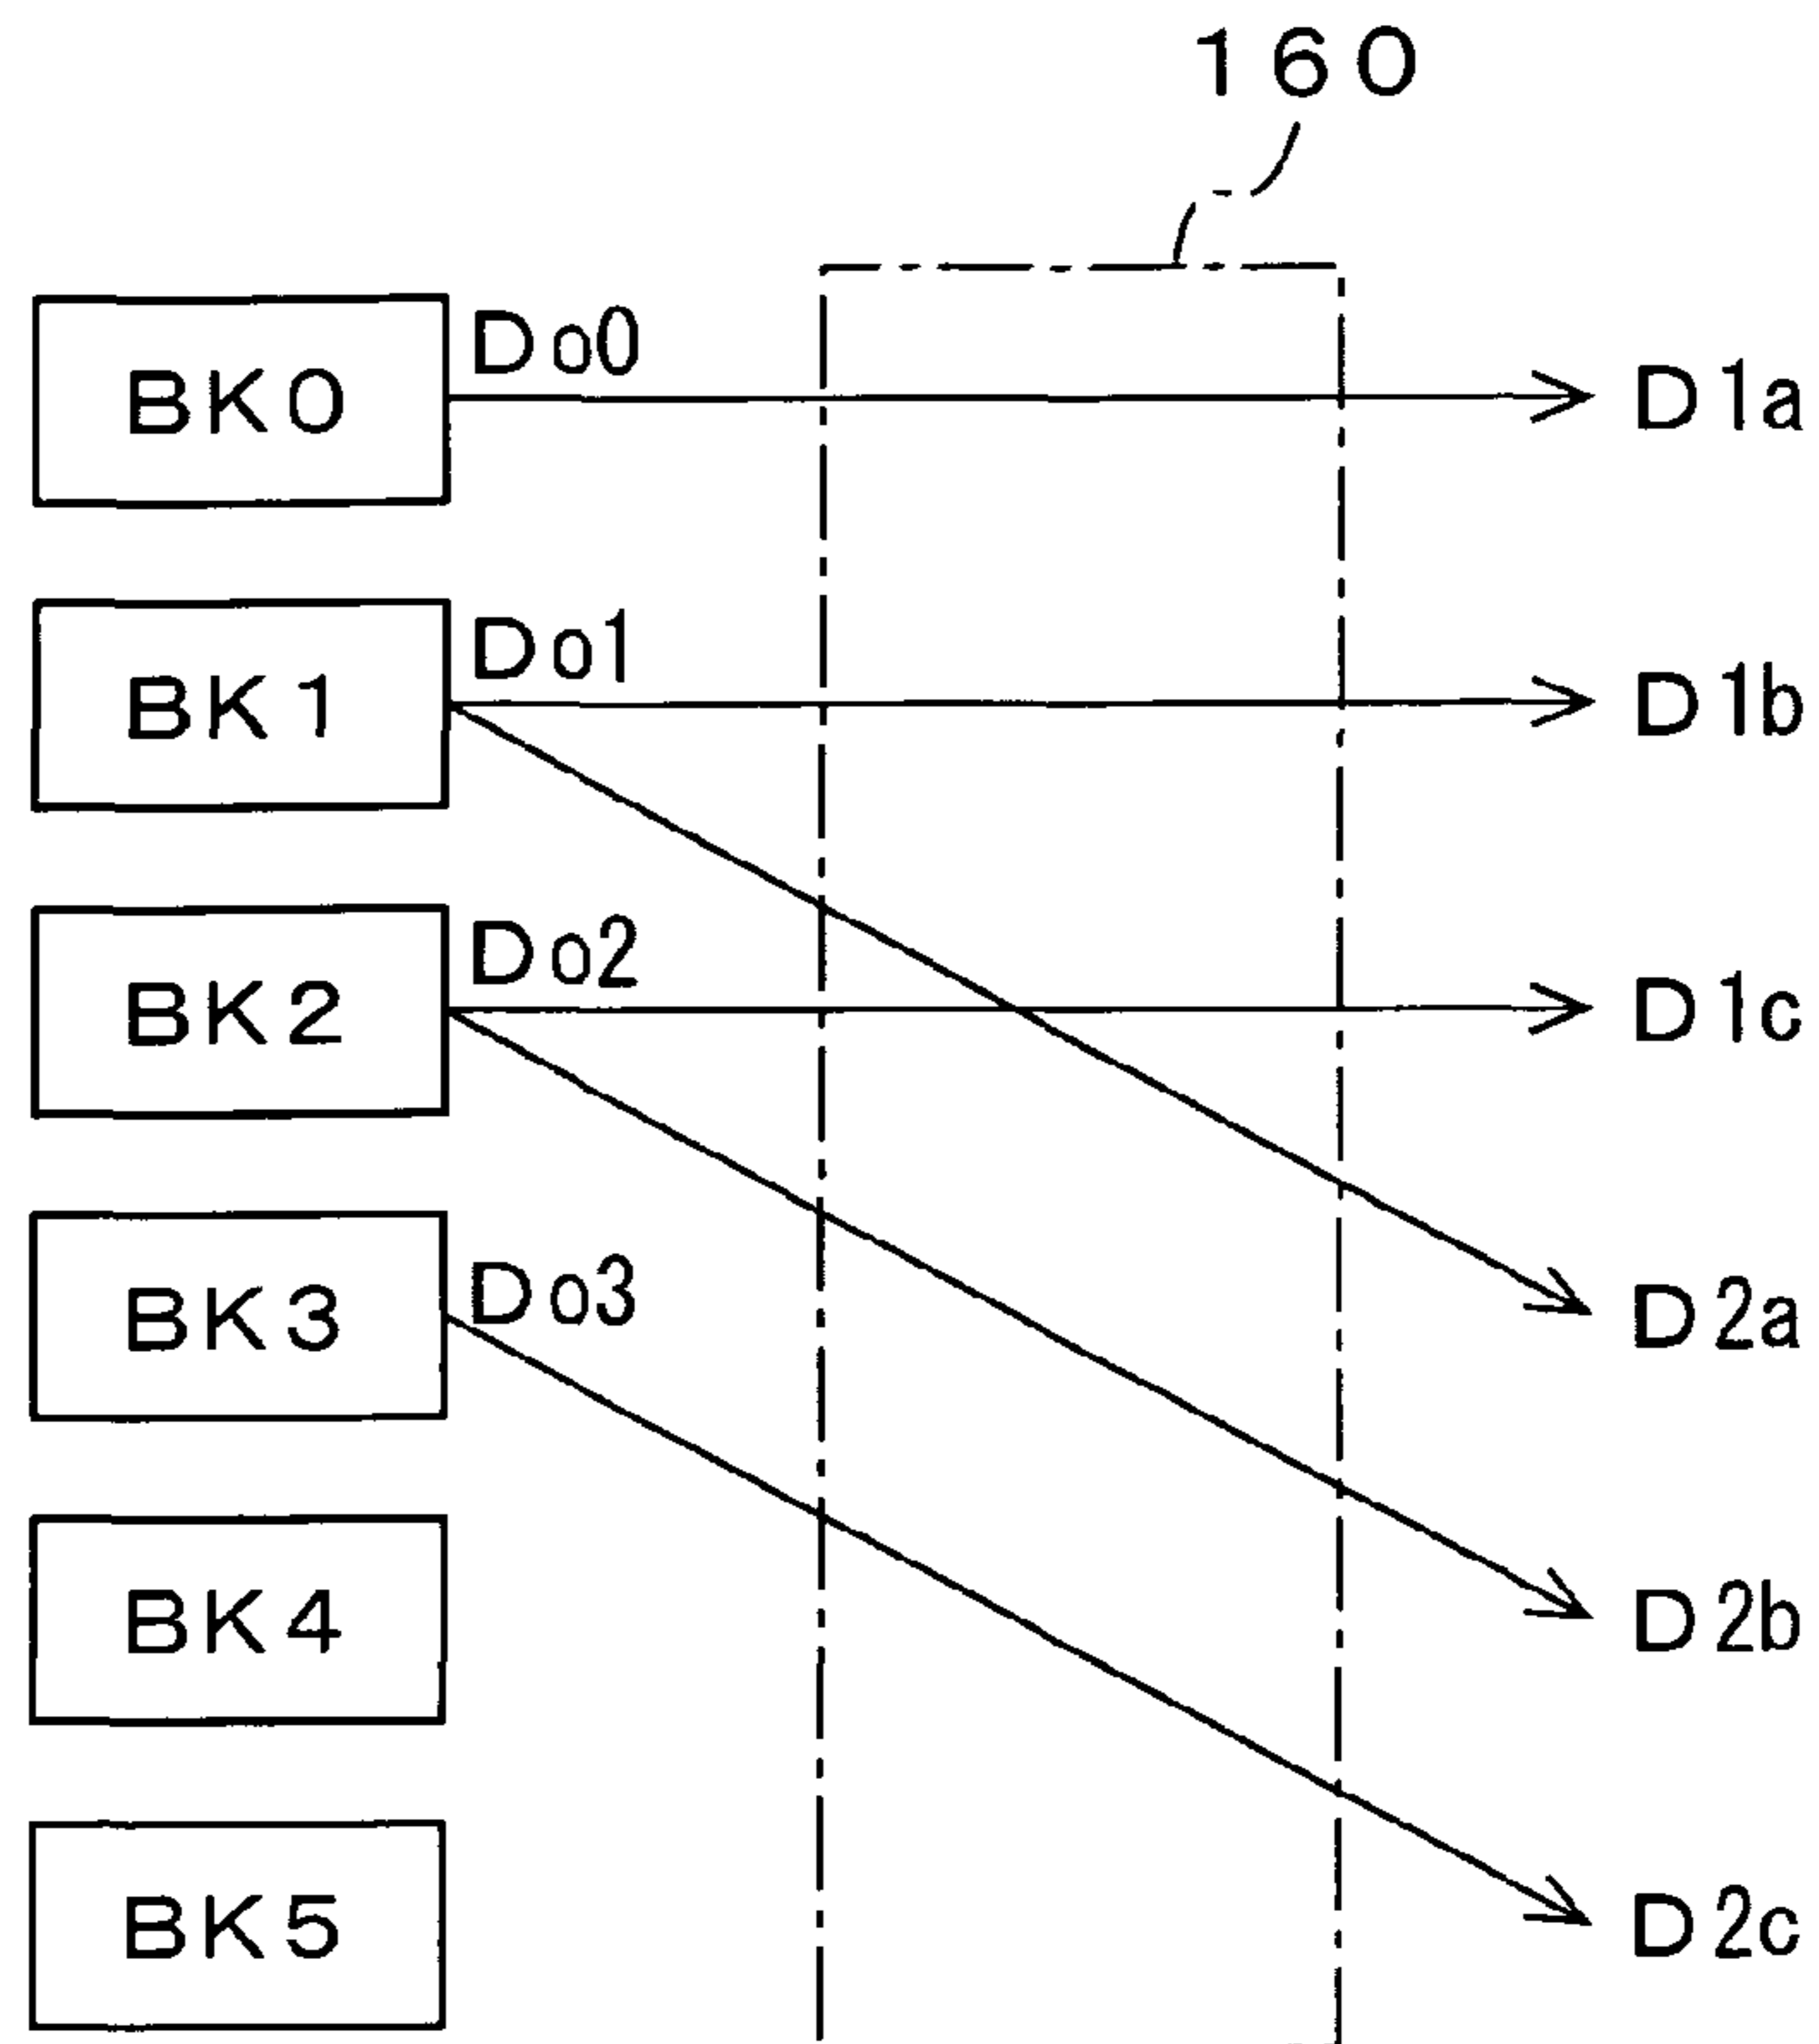 160
Do0
BK0 D1a
Do1
BK1 D1b
Do2
BK2 D1c
Do3
BK3 D2a
BK4 D2b
BK5 D2c